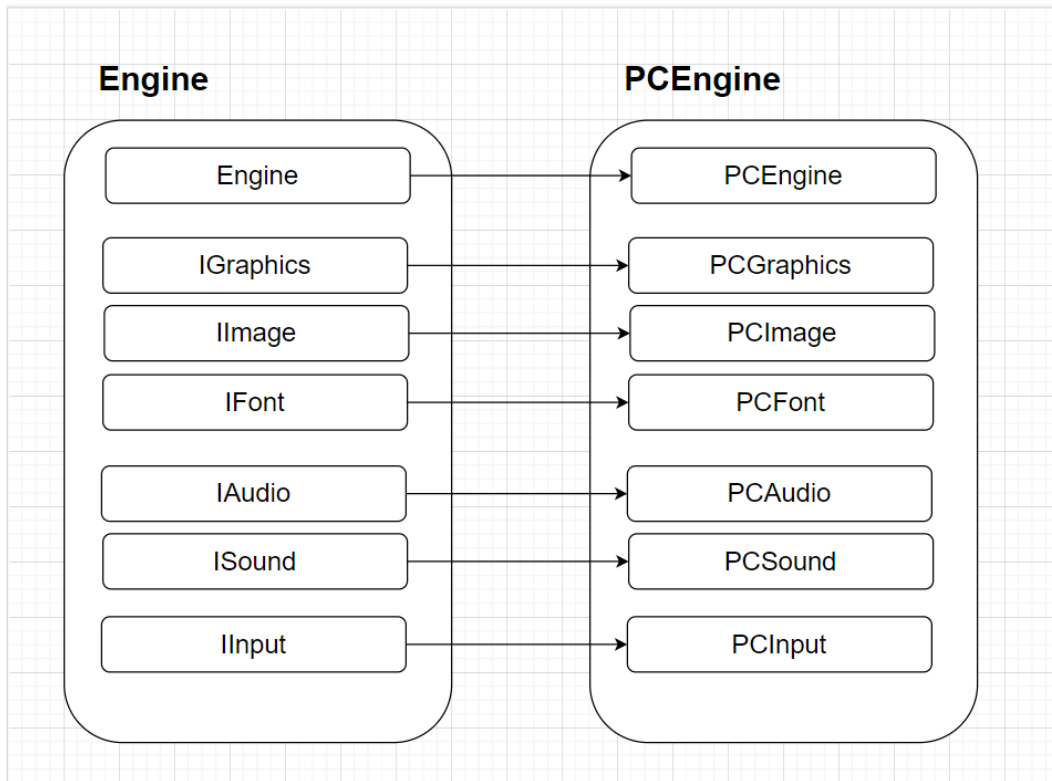 Engine
PCEngine
Engine
PCEngine
IGraphics
PCGraphics
IImage
PCImage
IFont
PCFont
IAudio
PCAudio
ISound
PCSound
IInput
PCInput